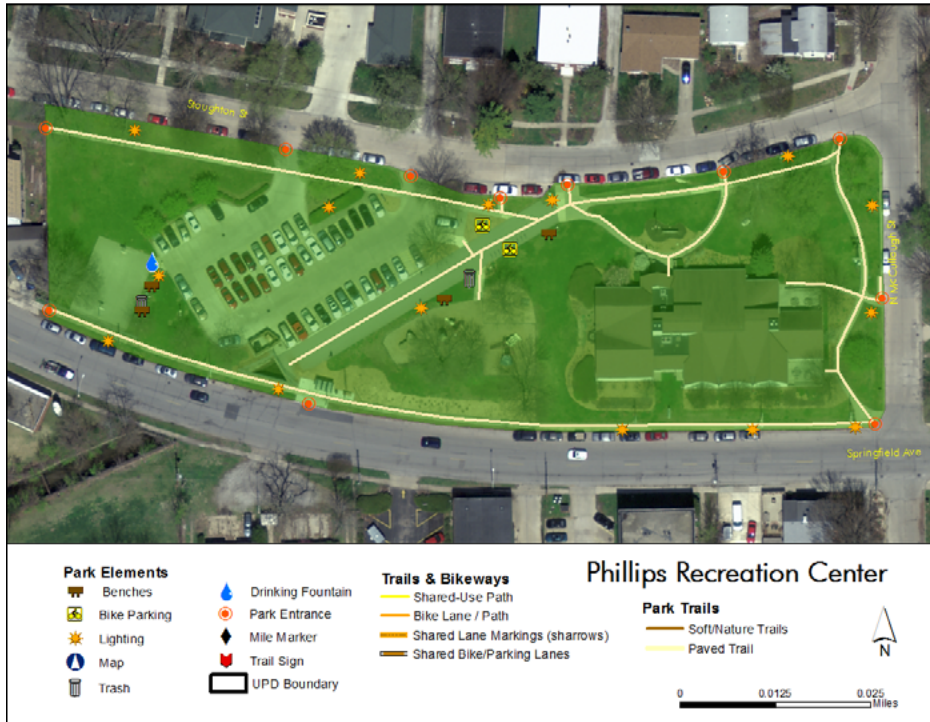 Stoughton St
N McCullough St
Springfield Ave
Phillips Recreation Center
Park Elements
Benches
Bike Parking
Lighting
Map
Trash
Drinking Fountain
Park Entrance
Mile Marker
Trail Sign
UPD Boundary
Trails & Bikeways
Shared-Use Path
Bike Lane / Path
Shared Lane Markings (sharrows)
Shared Bike/Parking Lanes
Park Trails
Soft/Nature Trails
Paved Trail
N
0 0.0125 0.025
Miles